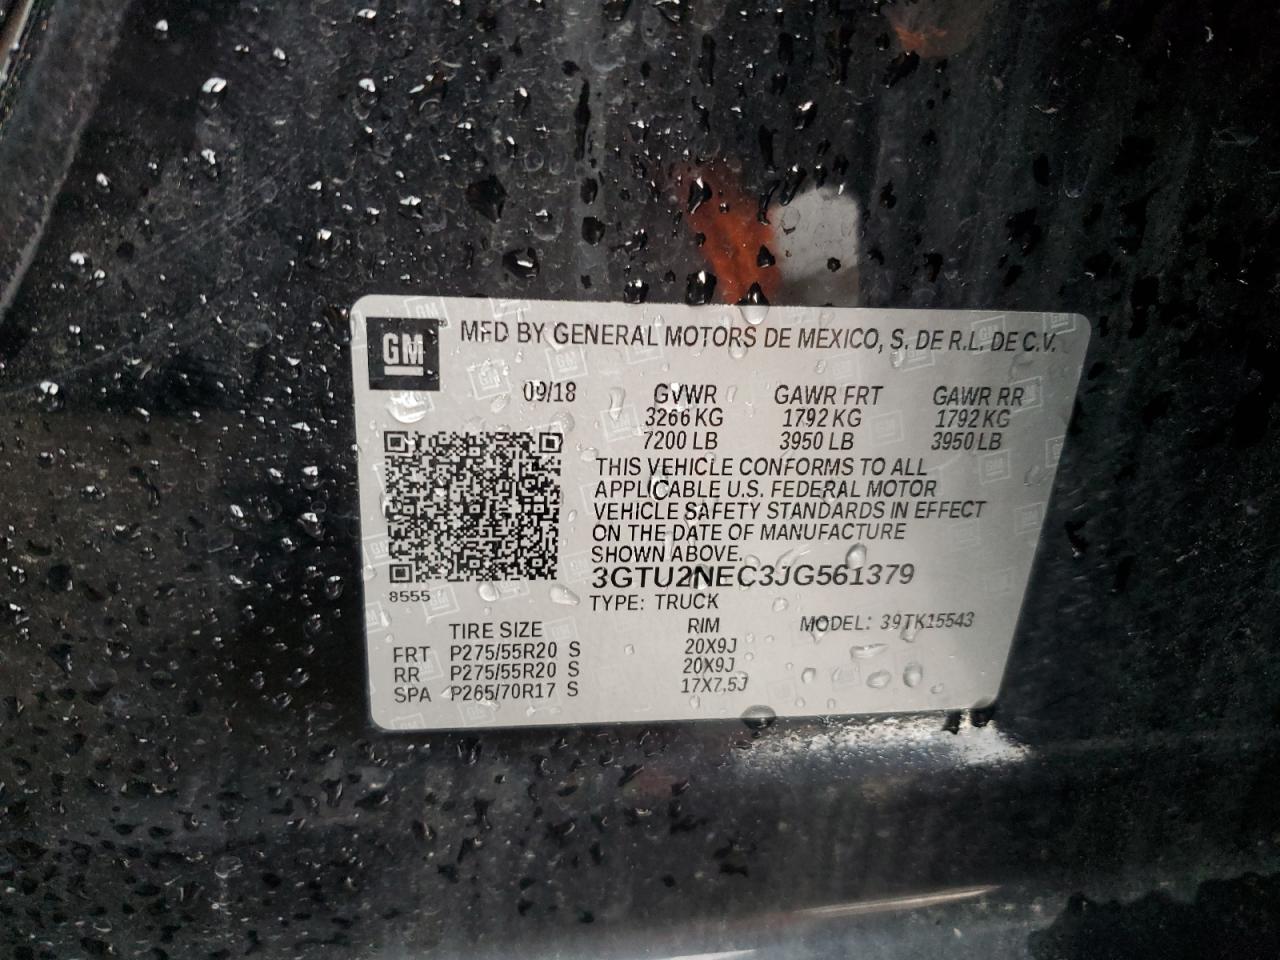 GM
MFD BY GENERAL MOTORS DE MEXICO, S. DE R.L. DE C.V.
09/18 GVWR GAWR FRT GAWR RR
3266 KG 1792 KG 1792 KG
7200 LB 3950 LB 3950 LB
THIS VEHICLE CONFORMS TO ALL
APPLICABLE U.S. FEDERAL MOTOR
VEHICLE SAFETY STANDARDS IN EFFECT
ON THE DATE OF MANUFACTURE
SHOWN ABOVE.
3GTU2NEC3JG561379
8555
TYPE: TRUCK
MODEL: 39TK15543
TIRE SIZE RIM
FRT P275/55R20 S 20X9J
RR P275/55R20 S 20X9J
SPA P265/70R17 S 17X7,5J